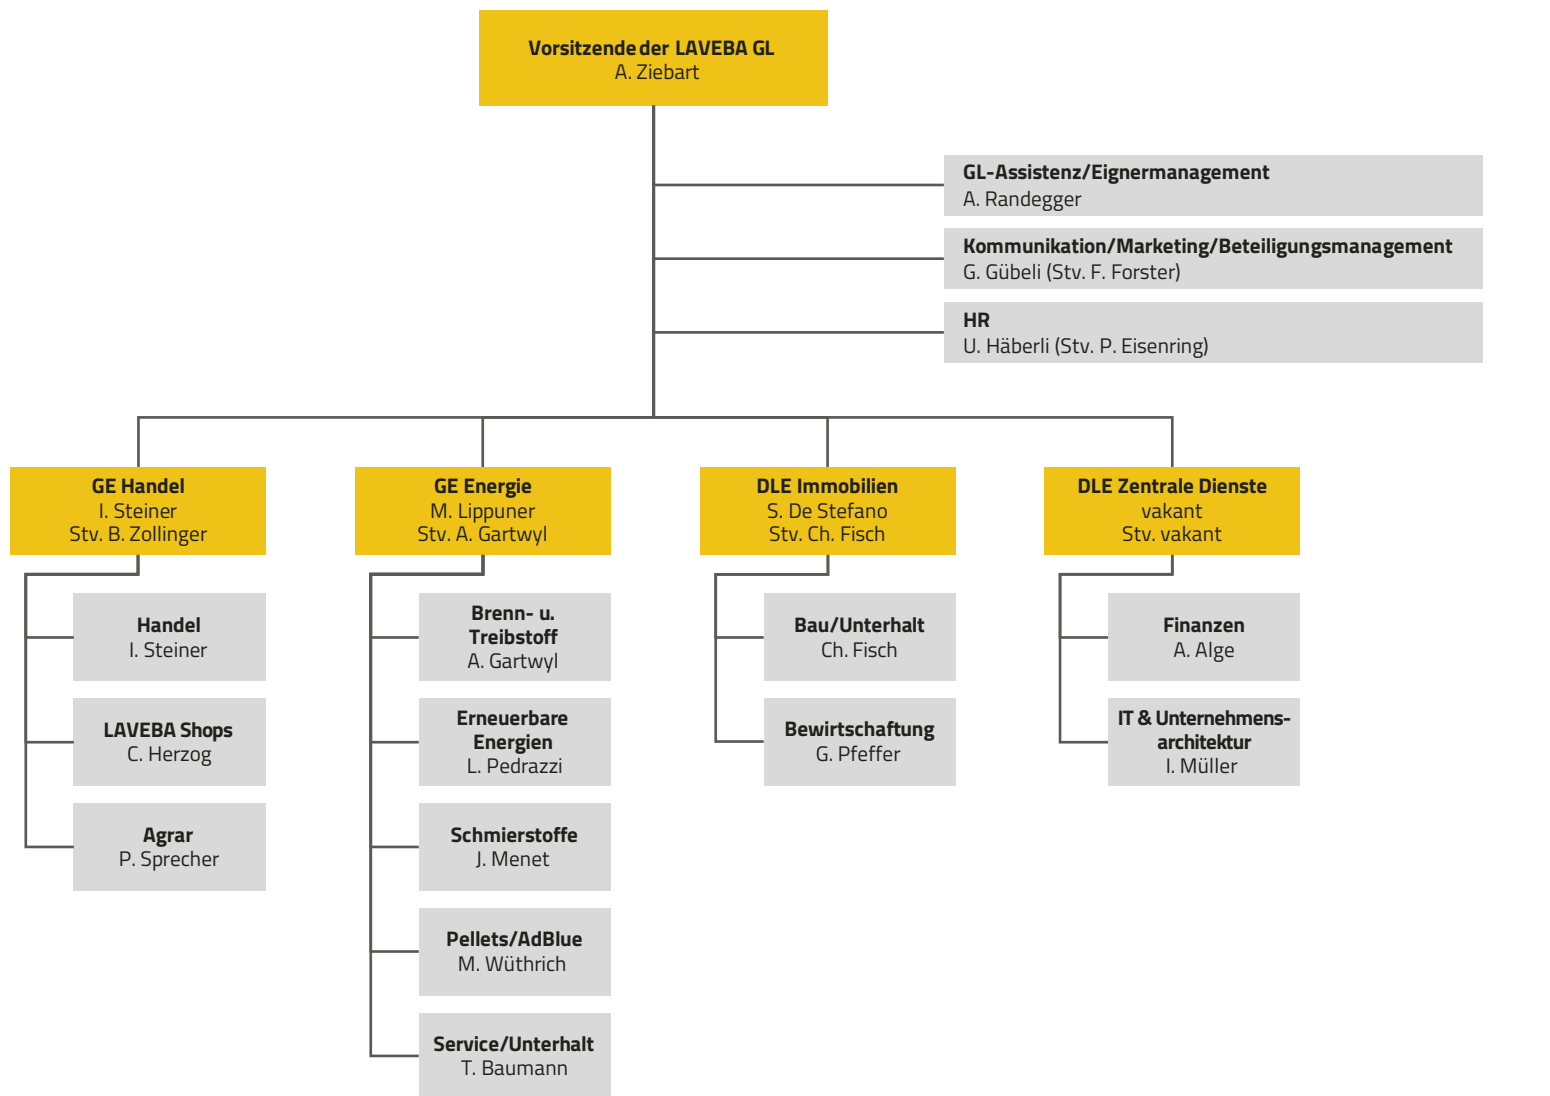 Vorsitzende der LAVEBA GL
A. Ziebart
GL-Assistenz/Eignermanagement
A. Randegger
Kommunikation/Marketing/Beteiligungsmanagement
G. Gübeli (Stv. F. Forster)
HR
U. Häberli (Stv. P. Eisenring)
GE Handel
I. Steiner
Stv. B. Zollinger
Handel
I. Steiner
LAVEBA Shops
C. Herzog
Agrar
P. Sprecher
GE Energie
M. Lippuner
Stv. A. Gartwyl
Brenn- u.
Treibstoff
A. Gartwyl
Erneuerbare
Energien
L. Pedrazzi
Schmierstoffe
J. Menet
Pellets/AdBlue
M. Wüthrich
Service/Unterhalt
T. Baumann
DLE Immobilien
S. De Stefano
Stv. Ch. Fisch
Bau/Unterhalt
Ch. Fisch
Bewirtschaftung
G. Pfeffer
DLE Zentrale Dienste
vakant
Stv. vakant
Finanzen
A. Alge
IT & Unternehmens-
architektur
I. Müller